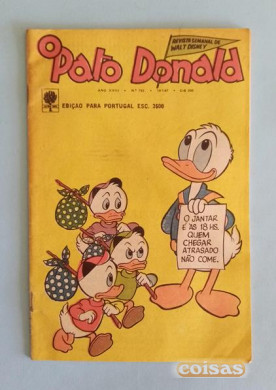 O Pato Donald
REVISTA SEMANAL DE
WALT DISNEY
EDIÇÃO PARA PORTUGAL ESC. 3$00
O JANTAR
É ÀS 18 HS.
QUEM
CHEGAR
ATRASADO
NÃO COME.
coisas